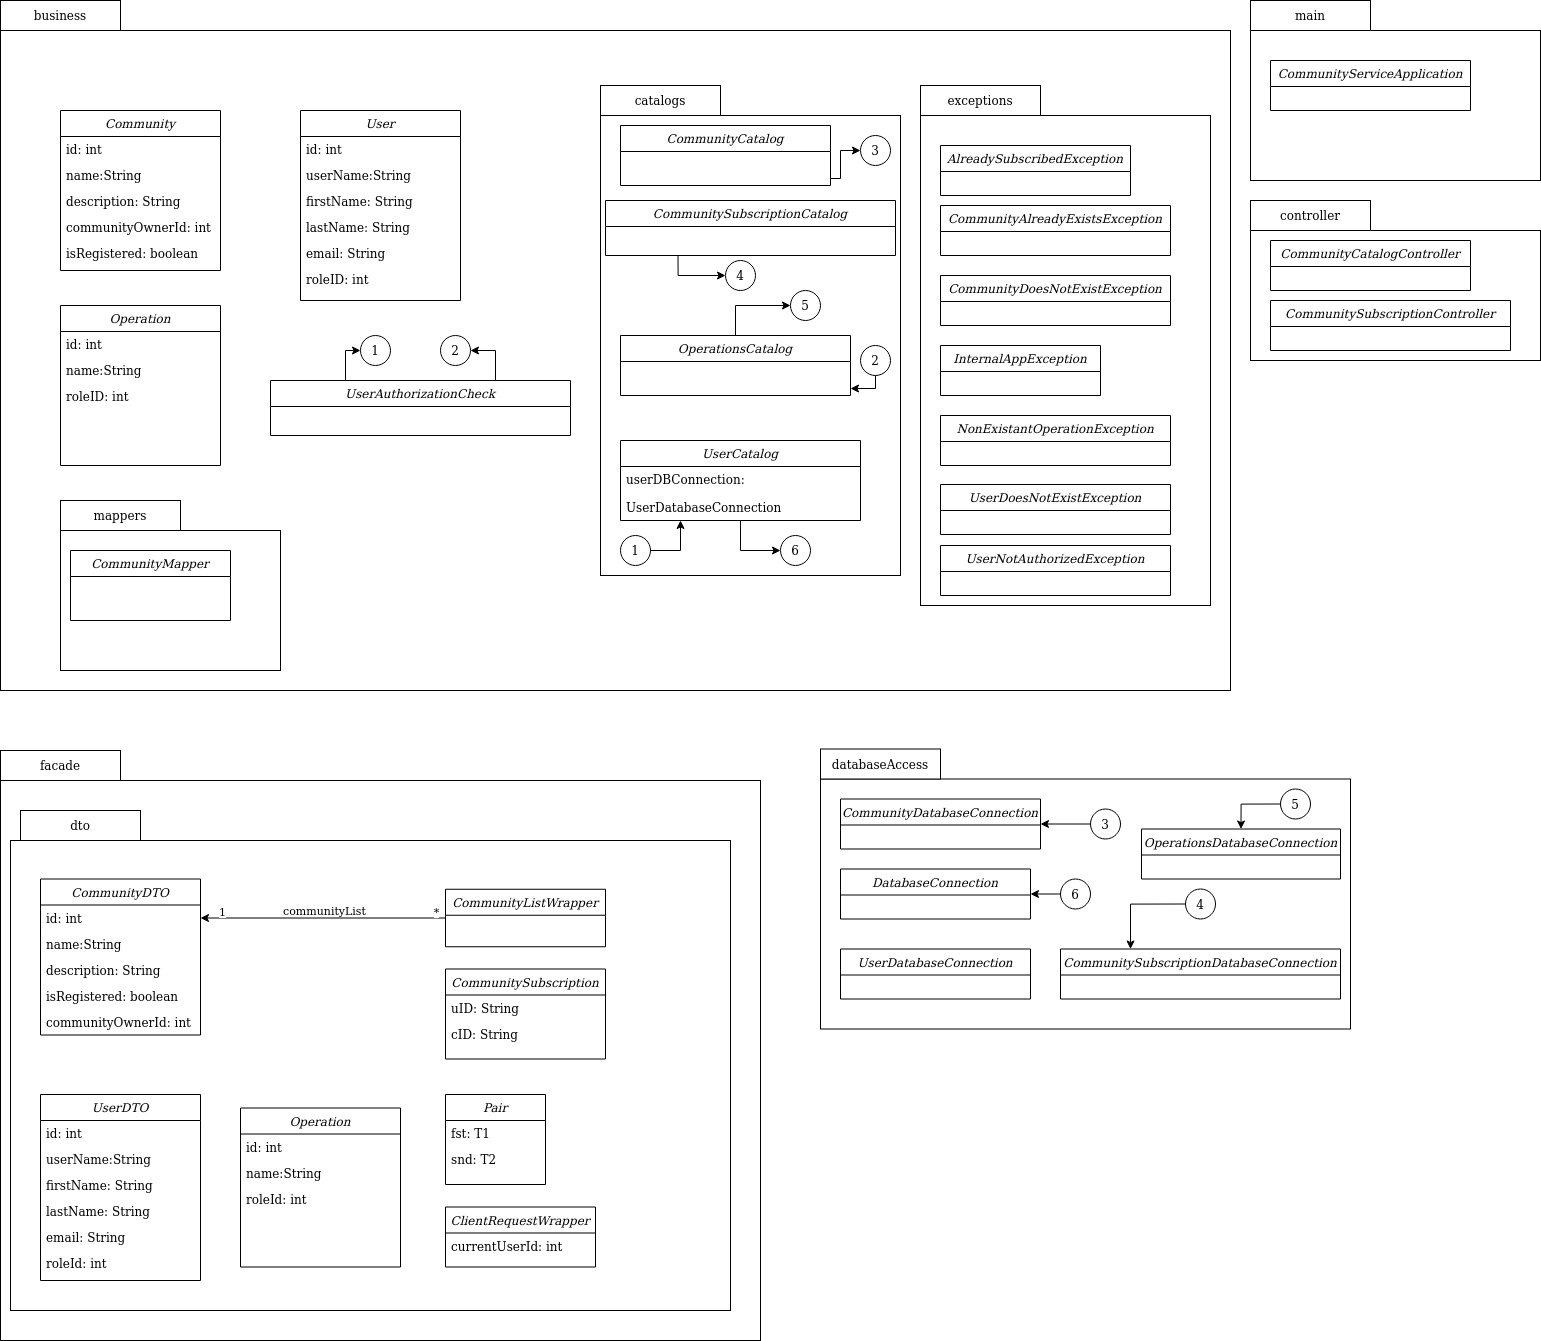 business
Community
id: int
name:String
description: String
communityOwnerId: int
isRegistered: boolean
User
id: int
userName:String
firstName: String
lastName: String
email: String
roleID: int
Operation
id: int
name:String
roleID: int
1
2
UserAuthorizationCheck
mappers
CommunityMapper
catalogs
CommunityCatalog
3
CommunitySubscriptionCatalog
4
5
OperationsCatalog
2
UserCatalog
userDBConnection:
UserDatabaseConnection
1
6
exceptions
AlreadySubscribedException
CommunityAlreadyExistsException
CommunityDoesNotExistException
InternalAppException
NonExistantOperationException
UserDoesNotExistException
UserNotAuthorizedException
main
CommunityServiceApplication
controller
CommunityCatalogController
CommunitySubscriptionController
facade
dto
CommunityDTO
id: int
name:String
description: String
isRegistered: boolean
communityOwnerId: int
1
communityList
*
CommunityListWrapper
CommunitySubscription
uID: String
cID: String
UserDTO
id: int
userName:String
firstName: String
lastName: String
email: String
roleId: int
Operation
id: int
name:String
roleId: int
Pair
fst: T1
snd: T2
ClientRequestWrapper
currentUserId: int
databaseAccess
CommunityDatabaseConnection
3
5
OperationsDatabaseConnection
DatabaseConnection
6
4
UserDatabaseConnection
CommunitySubscriptionDatabaseConnection